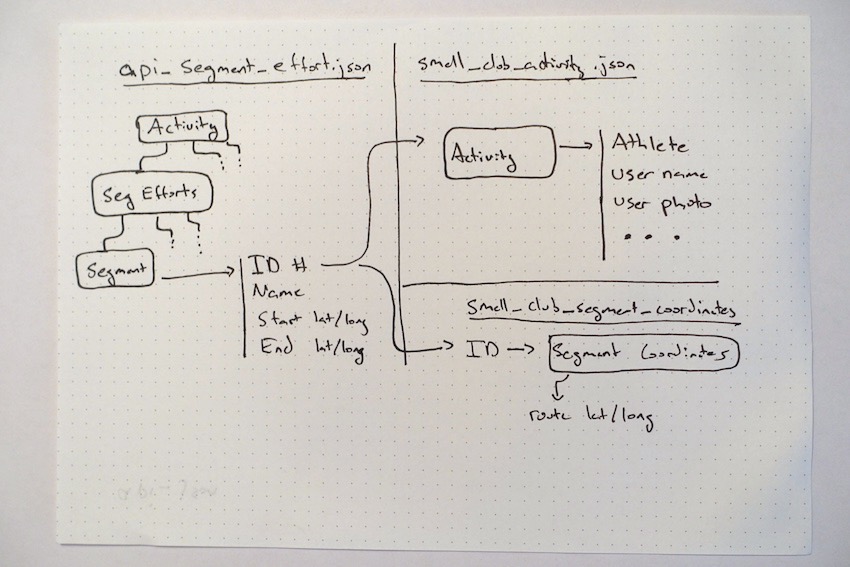 api_segment_effort.json
Activity
Seg Efforts
Segment
ID #
Name
Start lat/long
End lat/long
small_club_activity.json
Activity
Athlete
User name
User photo
. . .
small_club_segment_coordinates
ID
Segment Coordinates
route lat/long